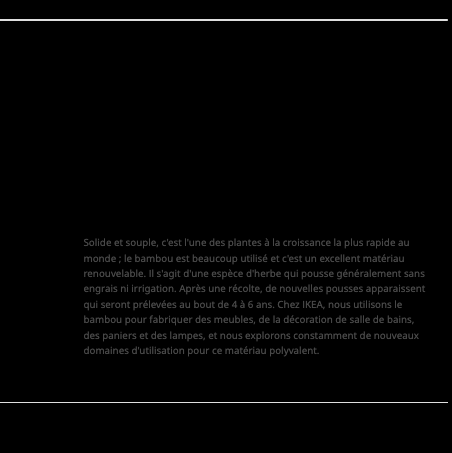 Solide et souple, c'est l'une des plantes à la croissance la plus rapide au
monde ; le bambou est beaucoup utilisé et c'est un excellent matériau
renouvelable. Il s'agit d'une espèce d'herbe qui pousse généralement sans
engrais ni irrigation. Après une récolte, de nouvelles pousses apparaissent
qui seront prélevées au bout de 4 à 6 ans. Chez IKEA, nous utilisons le
bambou pour fabriquer des meubles, de la décoration de salle de bains,
des paniers et des lampes, et nous explorons constamment de nouveaux
domaines d'utilisation pour ce matériau polyvalent.